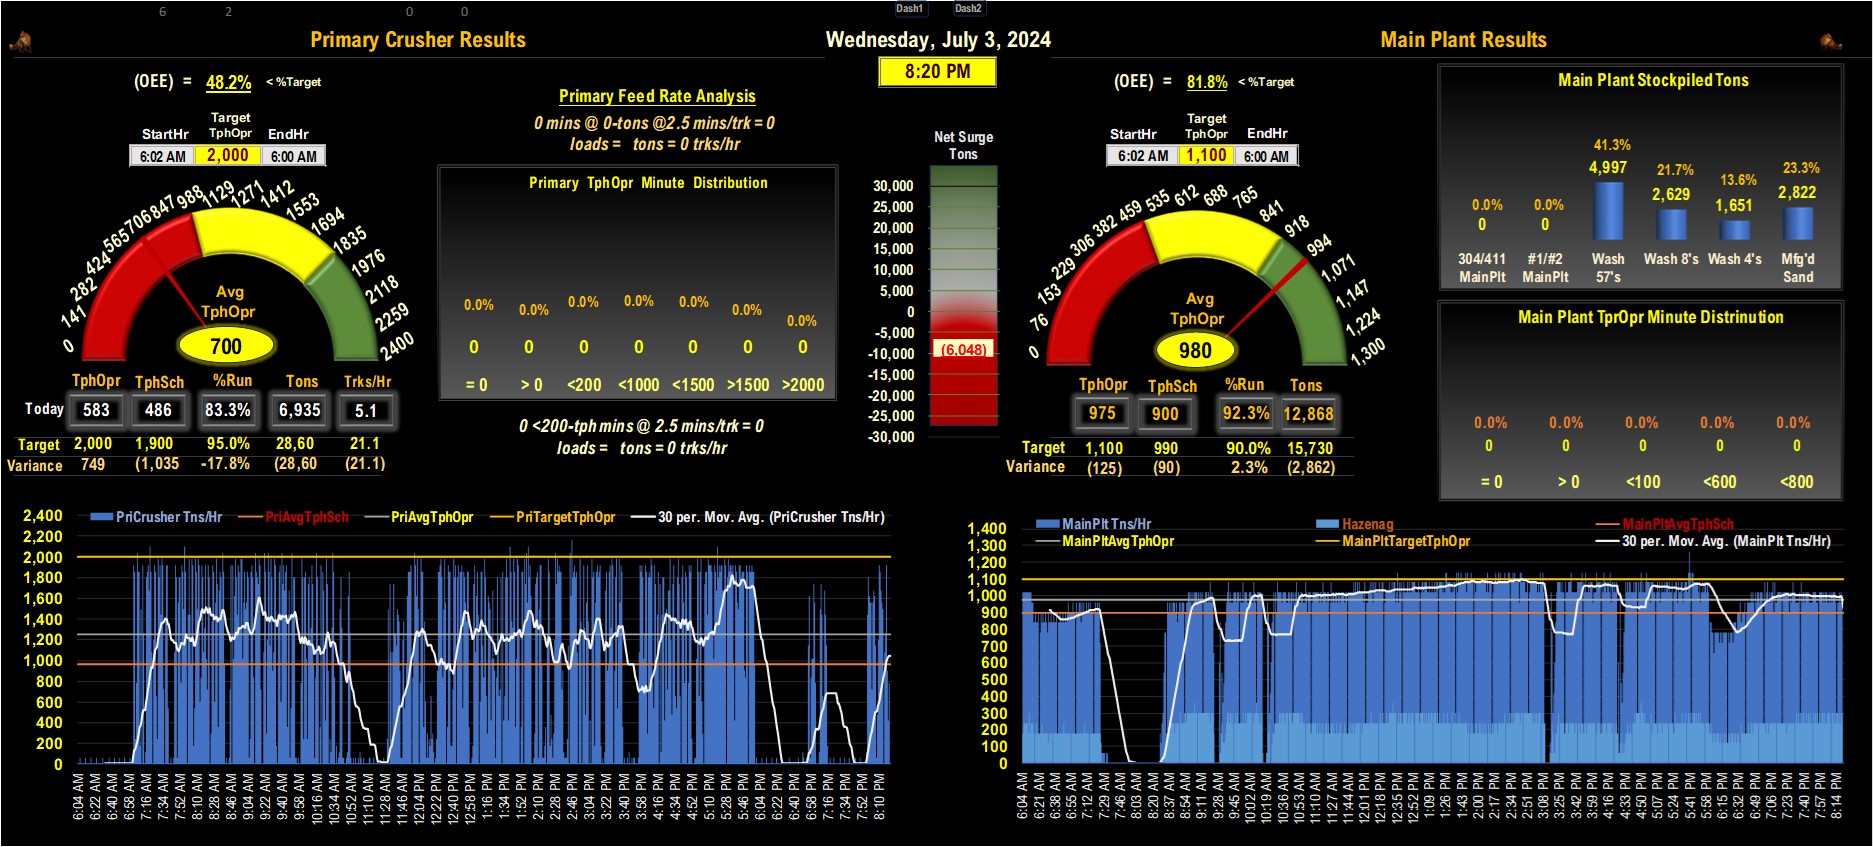 6 2 0 0 Dash1 Dash2
Primary Crusher Results
Wednesday, July 3, 2024
8:20 PM
Main Plant Results
(OEE) = 48.2% < %Target
Target
StartHr TphOpr EndHr
6:02 AM 2,000 6:00 AM
0 141 282 424 565 706 847 988 1129 1271 1412 1553 1694 1835 1976 2118 2259 2400
Avg
TphOpr
700
TphOpr TphSch %Run Tons Trks/Hr
Today 583 486 83.3% 6,935 5.1
Target 2,000 1,900 95.0% 28,60 21.1
Variance 749 (1,035 -17.8% (28,60 (21.1)
Primary Feed Rate Analysis
0 mins @ 0-tons @2.5 mins/trk = 0
loads = tons = 0 trks/hr
Primary TphOpr Minute Distribution
0.0% 0.0% 0.0% 0.0% 0.0% 0.0% 0.0%
0 0 0 0 0 0 0
= 0 > 0 <200 <1000 <1500 >1500 >2000
0 <200-tph mins @ 2.5 mins/trk = 0
loads = tons = 0 trks/hr
Net Surge
Tons
30,000
25,000
20,000
15,000
10,000
5,000
0
-5,000
(6,048)
-10,000
-15,000
-20,000
-25,000
-30,000
(OEE) = 81.8% < %Target
Target
StartHr TphOpr EndHr
6:02 AM 1,100 6:00 AM
0 76 153 229 306 382 459 535 612 688 765 841 918 994 1,071 1,147 1,224 1,300
Avg
TphOpr
980
TphOpr TphSch %Run Tons
975 900 92.3% 12,868
Target 1,100 990 90.0% 15,730
Variance (125) (90) 2.3% (2,862)
Main Plant Stockpiled Tons
0.0% 0.0% 41.3% 21.7% 13.6% 23.3%
0 0 4,997 2,629 1,651 2,822
304/411 #1/#2 Wash Wash 8's Wash 4's Mfg'd
MainPlt MainPlt 57's Sand
Main Plant TprOpr Minute Distrinution
0.0% 0.0% 0.0% 0.0% 0.0%
0 0 0 0 0
= 0 > 0 <100 <600 <800
PriCrusher Tns/Hr PriAvgTphSch PriAvgTphOpr PriTargetTphOpr 30 per. Mov. Avg. (PriCrusher Tns/Hr)
2,400
2,200
2,000
1,800
1,600
1,400
1,200
1,000
800
600
400
200
0
6:04 AM 6:22 AM 6:40 AM 6:58 AM 7:16 AM 7:34 AM 7:52 AM 8:10 AM 8:28 AM 8:46 AM 9:04 AM 9:22 AM 9:40 AM 9:58 AM 10:16 AM 10:34 AM 10:52 AM 11:10 AM 11:28 AM 11:46 AM 12:04 PM 12:22 PM 12:40 PM 12:58 PM 1:16 PM 1:34 PM 1:52 PM 2:10 PM 2:28 PM 2:46 PM 3:04 PM 3:22 PM 3:40 PM 3:58 PM 4:16 PM 4:34 PM 4:52 PM 5:10 PM 5:28 PM 5:46 PM 6:04 PM 6:22 PM 6:40 PM 6:58 PM 7:16 PM 7:34 PM 7:52 PM 8:10 PM
MainPlt Tns/Hr Hazenag MainPltAvgTphSch
MainPltAvgTphOpr MainPltTargetTphOpr 30 per. Mov. Avg. (MainPlt Tns/Hr)
1,400
1,300
1,200
1,100
1,000
900
800
700
600
500
400
300
200
100
0
6:04 AM 6:21 AM 6:38 AM 6:55 AM 7:12 AM 7:29 AM 7:46 AM 8:03 AM 8:20 AM 8:37 AM 8:54 AM 9:11 AM 9:28 AM 9:45 AM 10:02 AM 10:19 AM 10:36 AM 10:53 AM 11:10 AM 11:27 AM 11:44 AM 12:01 PM 12:18 PM 12:35 PM 12:52 PM 1:09 PM 1:26 PM 1:43 PM 2:00 PM 2:17 PM 2:34 PM 2:51 PM 3:08 PM 3:25 PM 3:42 PM 3:59 PM 4:16 PM 4:33 PM 4:50 PM 5:07 PM 5:24 PM 5:41 PM 5:58 PM 6:15 PM 6:32 PM 6:49 PM 7:06 PM 7:23 PM 7:40 PM 7:57 PM 8:14 PM